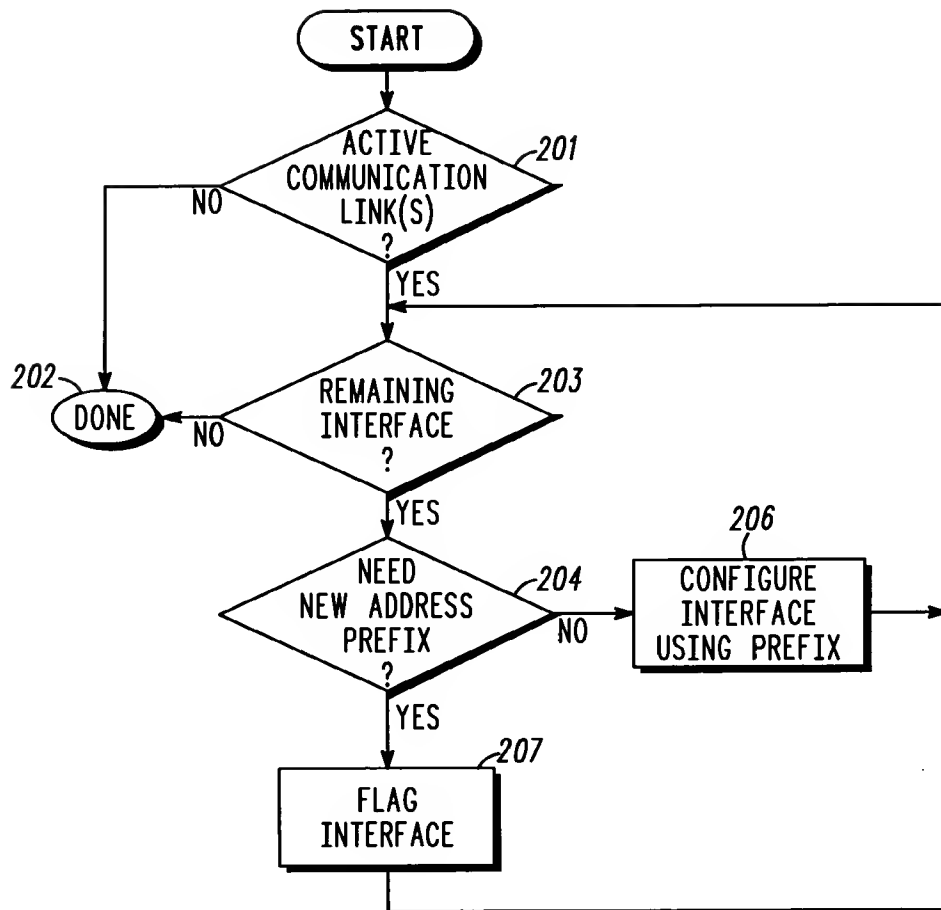 START
ACTIVE
COMMUNICATION
LINK(S)
?
201
NO
YES
202
DONE
REMAINING
INTERFACE
?
203
NO
YES
NEED
NEW ADDRESS
PREFIX
?
204
NO
206
CONFIGURE
INTERFACE
USING PREFIX
YES
207
FLAG
INTERFACE